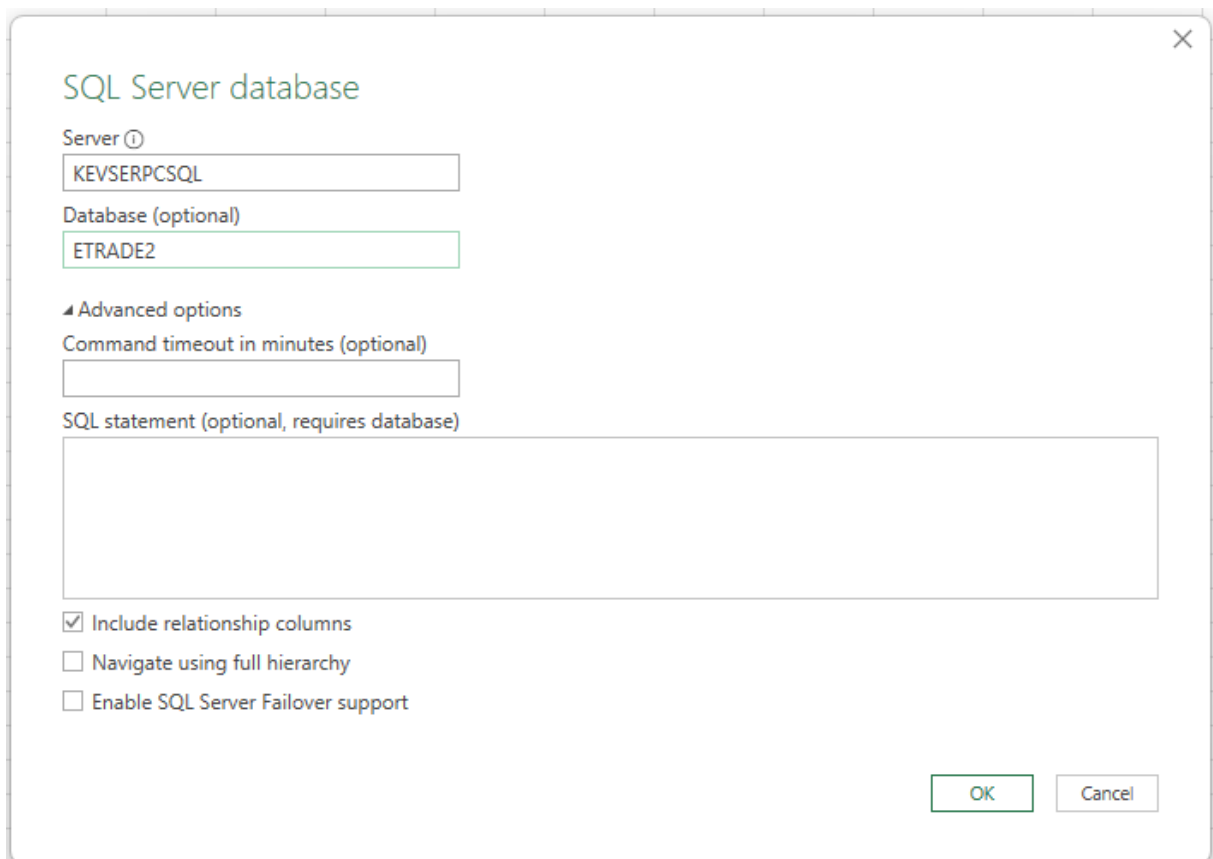 SQL Server database
Server
KEVSERPCSQL
Database (optional)
ETRADE2
Advanced options
Command timeout in minutes (optional)
SQL statement (optional, requires database)
Include relationship columns
Navigate using full hierarchy
Enable SQL Server Failover support
OK Cancel